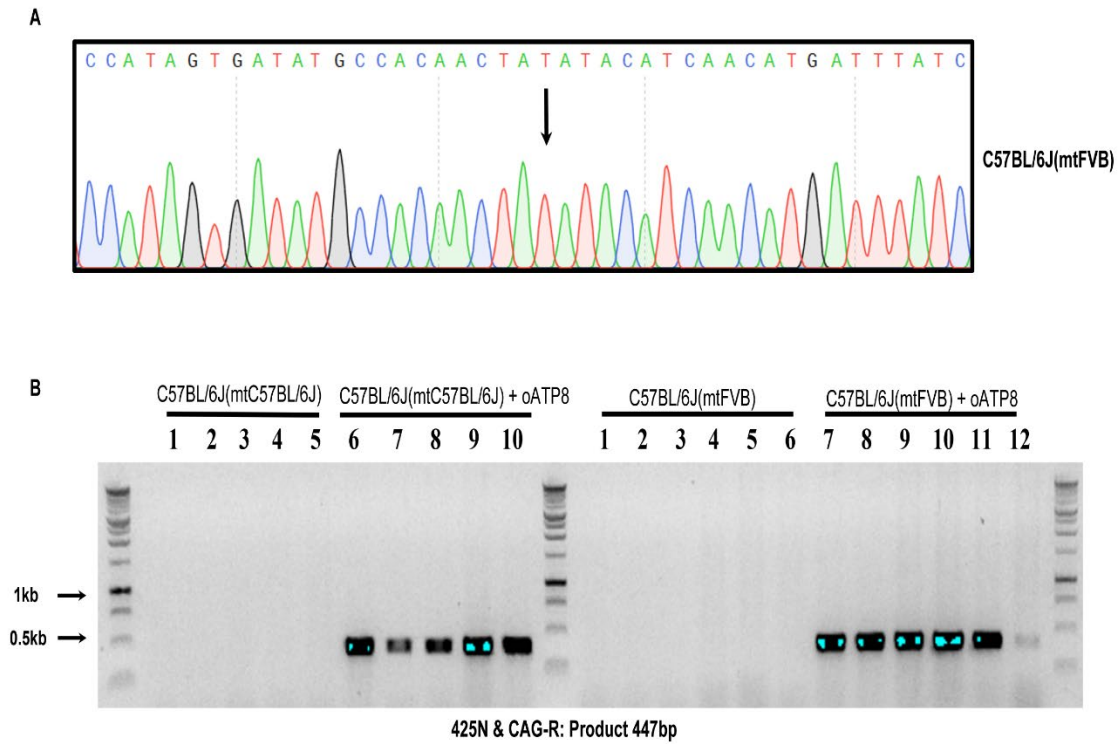 A
C C A T A G T G A T A T G C C A C A A C T A T A T A C A T C A A C A T G A T T T A T C
C57BL/6J(mtFVB)
B
C57BL/6J(mtC57BL/6J) C57BL/6J(mtC57BL/6J) + oATP8 C57BL/6J(mtFVB) C57BL/6J(mtFVB) + oATP8
1 2 3 4 5 6 7 8 9 10 1 2 3 4 5 6 7 8 9 10 11 12
1kb
0.5kb
425N & CAG-R: Product 447bp